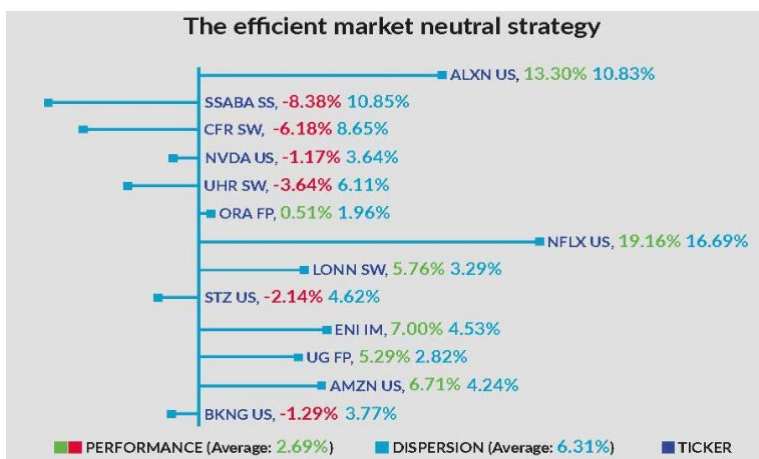 The efficient market neutral strategy
ALXN US, 13.30% 10.83%
SSABA SS, -8.38% 10.85%
CFR SW, -6.18% 8.65%
NVDA US, -1.17% 3.64%
UHR SW, -3.64% 6.11%
ORA FP, 0.51% 1.96%
NFLX US, 19.16% 16.69%
LONN SW, 5.76% 3.29%
STZ US, -2.14% 4.62%
ENI IM, 7.00% 4.53%
UG FP, 5.29% 2.82%
AMZN US, 6.71% 4.24%
BKNG US, -1.29% 3.77%
PERFORMANCE (Average: 2.69%) DISPERSION (Average: 6.31%) TICKER